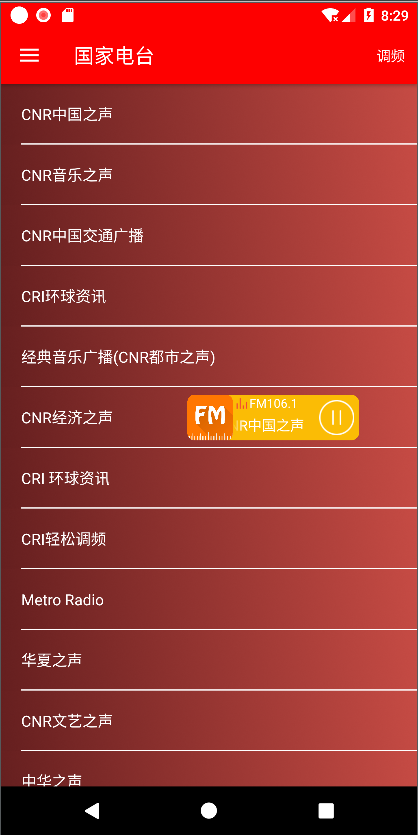 8:29
国家电台
调频
CNR中国之声
CNR音乐之声
CNR中国交通广播
CRI环球资讯
经典音乐广播(CNR都市之声)
CNR经济之声
FM
FM106.1
R中国之声
CRI 环球资讯
CRI轻松调频
Metro Radio
华夏之声
CNR文艺之声
中华之声